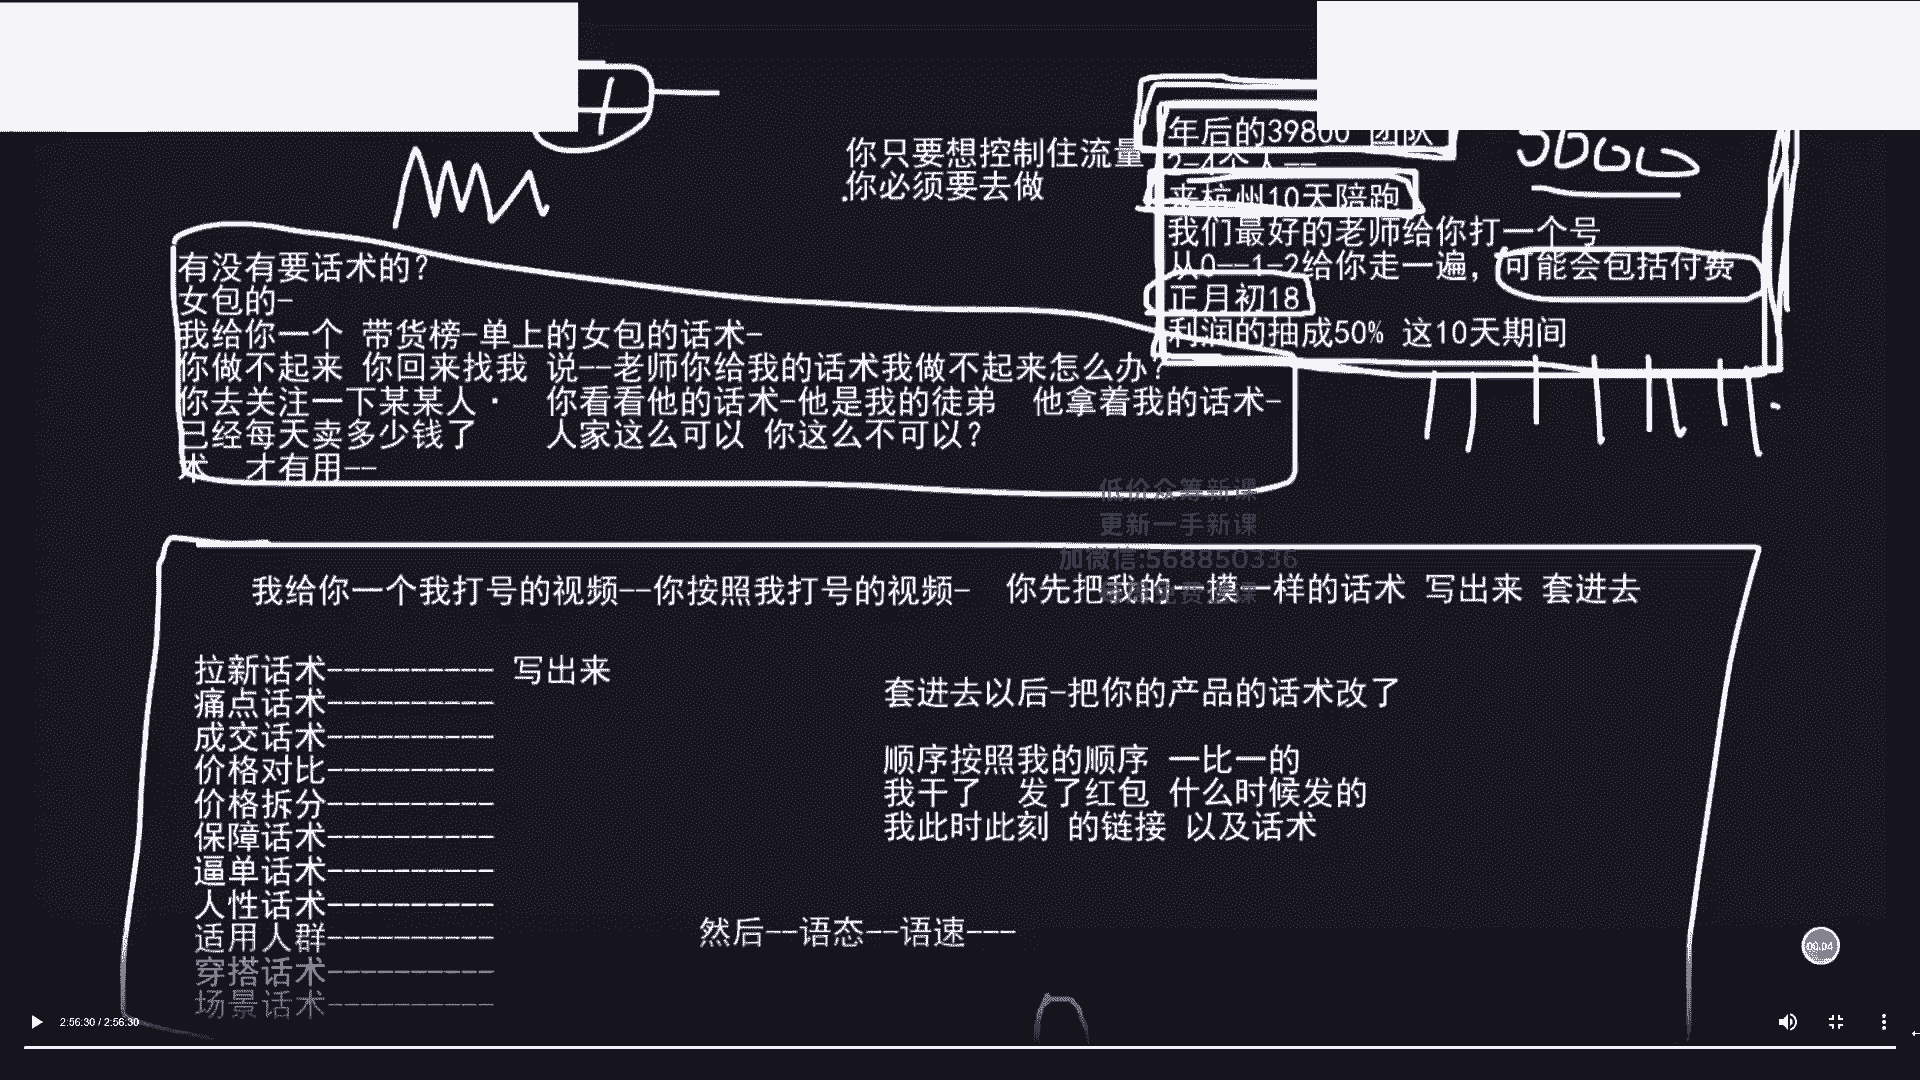 年后的39800 团队
2-4个人--
来杭州10天陪跑
我们最好的老师给你打一个号
从0--1-2给你走一遍，可能会包括付费
正月初18
利润的抽成50% 这10天期间
你只要想控制住流量
你必须要去做
有没有要话术的？
女包的-
我给你一个 带货榜-单上的女包的话术-
你做不起来 你回来找我 说--老师你给我的话术我做不起来怎么办？
你去关注一下某某人· 你看看他的话术-他是我的徒弟 他拿着我的话术-
已经每天卖多少钱了 人家这么可以 你这么不可以？
术 才有用--
低价众筹新课
更新一手新课
加微信:568850336
我给你一个我打号的视频--你按照我打号的视频- 你先把我的一摸一样的话术 写出来 套进去
拉新话术---------- 写出来
痛点话术----------
成交话术----------
价格对比----------
价格拆分----------
保障话术----------
逼单话术----------
人性话术----------
适用人群----------
穿搭话术----------
场景话术----------
套进去以后-把你的产品的话术改了
顺序按照我的顺序 一比一的
我干了 发了红包 什么时候发的
我此时此刻 的链接 以及话术
然后--语态--语速---
00:04
2:56:30 / 2:56:30